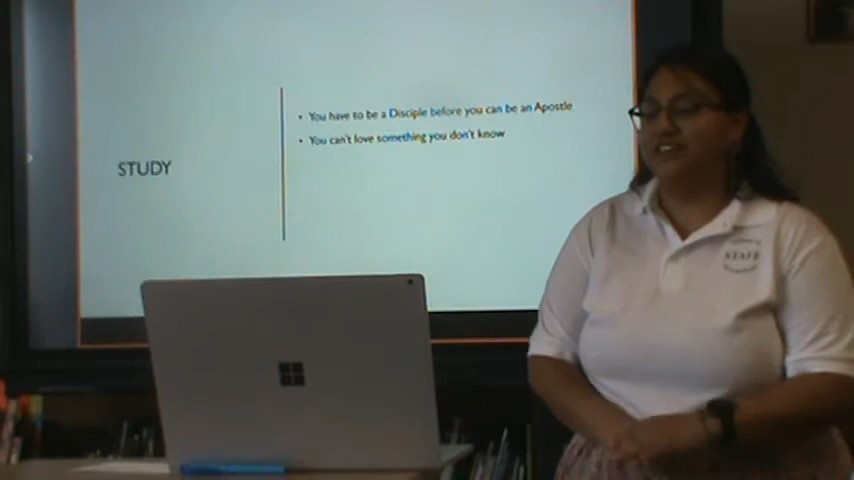 STUDY
• You have to be a Disciple before you can be an Apostle
• You can't love something you don't know
STAFF